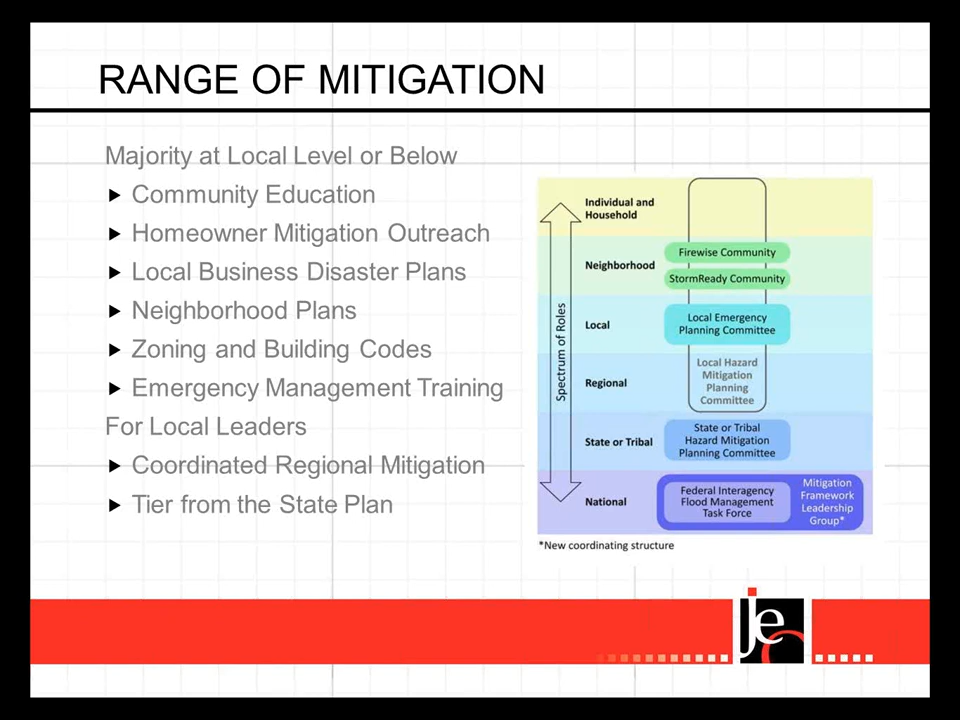 RANGE OF MITIGATION
Majority at Local Level or Below
Community Education
Homeowner Mitigation Outreach
Local Business Disaster Plans
Neighborhood Plans
Zoning and Building Codes
Emergency Management Training
For Local Leaders
Coordinated Regional Mitigation
Tier from the State Plan
Spectrum of Roles
Individual and
Household
Neighborhood
Firewise Community
StormReady Community
Local
Local Emergency
Planning Committee
Regional
Local Hazard
Mitigation
Planning
Committee
State or Tribal
State or Tribal
Hazard Mitigation
Planning Committee
National
Federal Interagency
Flood Management
Task Force
Mitigation
Framework
Leadership
Group*
*New coordinating structure
jeo